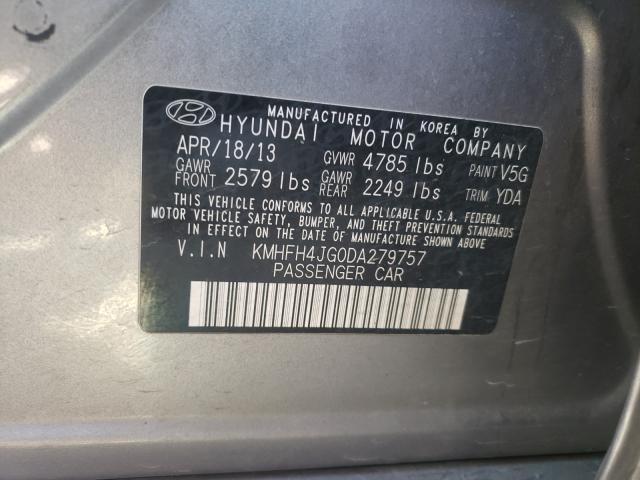 MANUFACTURED IN KOREA BY
HYUNDAI MOTOR COMPANY
APR/18/13 GVWR 4785 lbs PAINT V5G
GAWR FRONT 2579 lbs GAWR REAR 2249 lbs TRIM YDA
THIS VEHICLE CONFORMS TO ALL APPLICABLE U.S.A. FEDERAL
MOTOR VEHICLE SAFETY, BUMPER, AND THEFT PREVENTION STANDARDS
IN EFFECT ON THE DATE OF MANUFACTURE SHOWN ABOVE.
V.I.N KMHFH4JG0DA279757
PASSENGER CAR